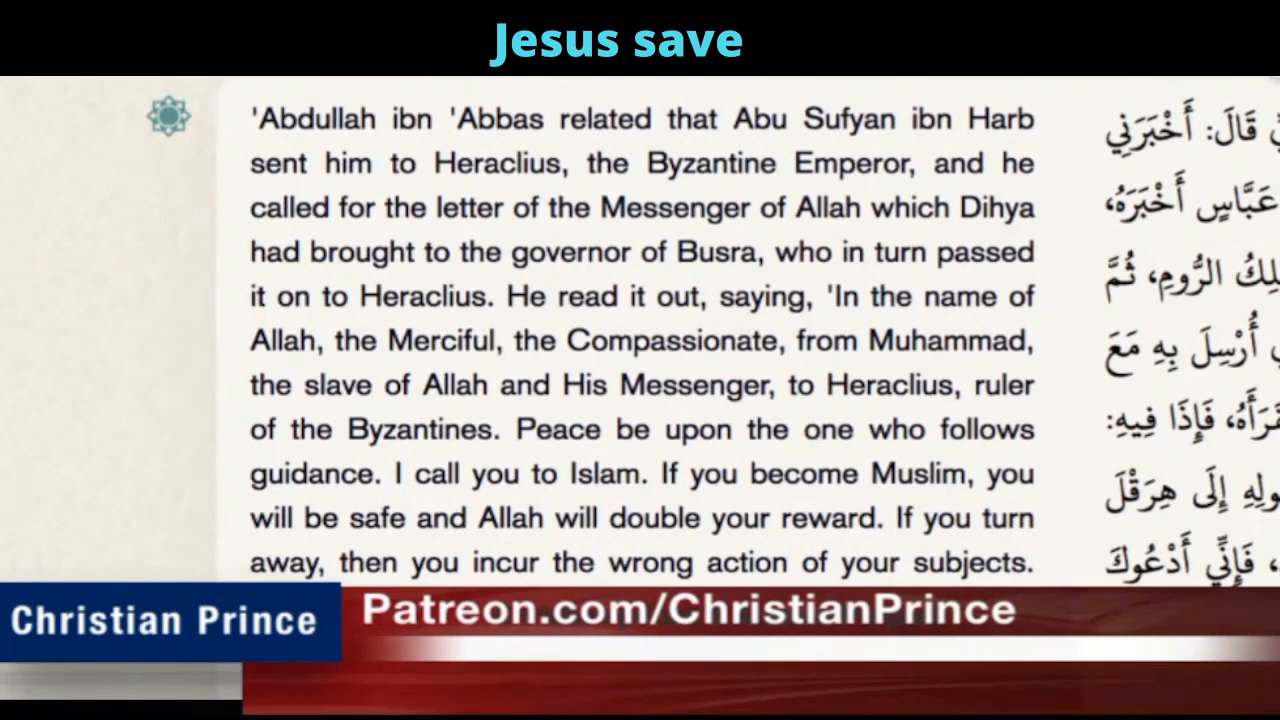 Jesus save
'Abdullah ibn 'Abbas related that Abu Sufyan ibn Harb
sent him to Heraclius, the Byzantine Emperor, and he
called for the letter of the Messenger of Allah which Dihya
had brought to the governor of Busra, who in turn passed
it on to Heraclius. He read it out, saying, 'In the name of
Allah, the Merciful, the Compassionate, from Muhammad,
the slave of Allah and His Messenger, to Heraclius, ruler
of the Byzantines. Peace be upon the one who follows
guidance. I call you to Islam. If you become Muslim, you
will be safe and Allah will double your reward. If you turn
away, then you incur the wrong action of your subjects.
قَالَ: أَخْبَرَنِي
عَبَّاسٍ أَخْبَرَهُ،
الرُّومِ، ثُمَّ
أُرْسِلَ بِهِ مَعَ
فَإِذَا فِيهِ:
إِلَى هِرَقْلَ
فَإِنِّي أَدْعُوكَ
Christian Prince
Patreon.com/ChristianPrince